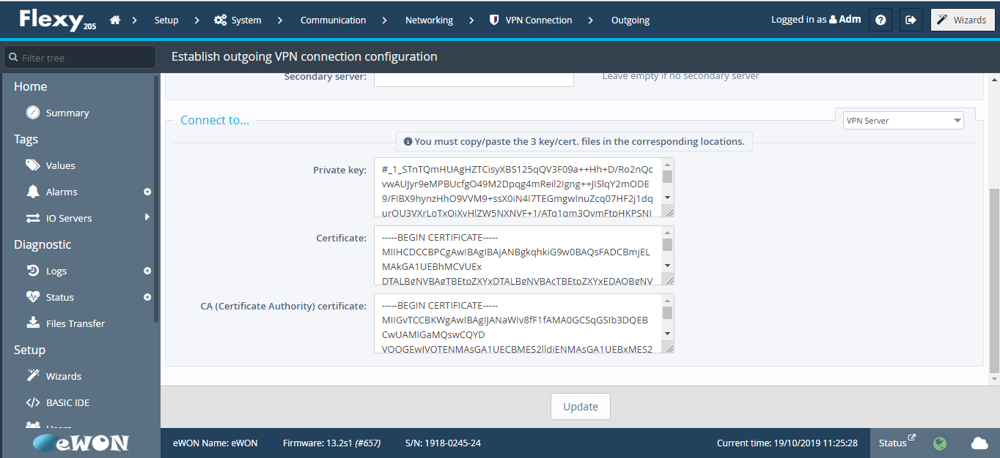 Flexy 205
Setup
System
Communication
Networking
VPN Connection
Outgoing
Logged in as Adm
Wizards
Filter tree
Establish outgoing VPN connection configuration
Home
Summary
Tags
Values
Alarms
IO Servers
Diagnostic
Logs
Status
Files Transfer
Setup
Wizards
BASIC IDE
Users
eWON
Secondary server:
Leave empty if no secondary server
Connect to...
VPN Server
You must copy/paste the 3 key/cert. files in the corresponding locations.
Private key:
#_1_STnTQmHUAgHZTCisyXBS125qQV3F09a++Hh+D/Ro2nQc
vwAUJyr9eMPBUcfgO49M2Dpqg4mReil2Igng++JISlqY2mODE
9/FIBX9hynzHhO9VVM9+ssX0iN4I7TEGmgwInuZcq07HF2j1dq
urOU3VXrLoTxOiXvHlZW5NXNVF+1/ATq1qm3OvmFtpHKPSNI
Certificate:
-----BEGIN CERTIFICATE-----
MIIHCDCCBPCgAwIBAgIBAjANBgkqhkiG9w0BAQsFADCBmjEL
MAkGA1UEBhMCVUEx
DTALBgNVBAgTBEtpZXYxDTALBgNVBAcTBEtpZXYxEDAOBgNV
CA (Certificate Authority) certificate:
-----BEGIN CERTIFICATE-----
MIIGvTCCBKWgAwIBAgIJANaWIv8fF1fAMA0GCSqGSIb3DQEB
CwUAMIGaMQswCQYD
VQQGEwJVQTENMAsGA1UECBMES2lldjENMAsGA1UEBxMES2
Update
eWON Name: eWON
Firmware: 13.2s1 (#657)
S/N: 1918-0245-24
Current time: 19/10/2019 11:25:28
Status